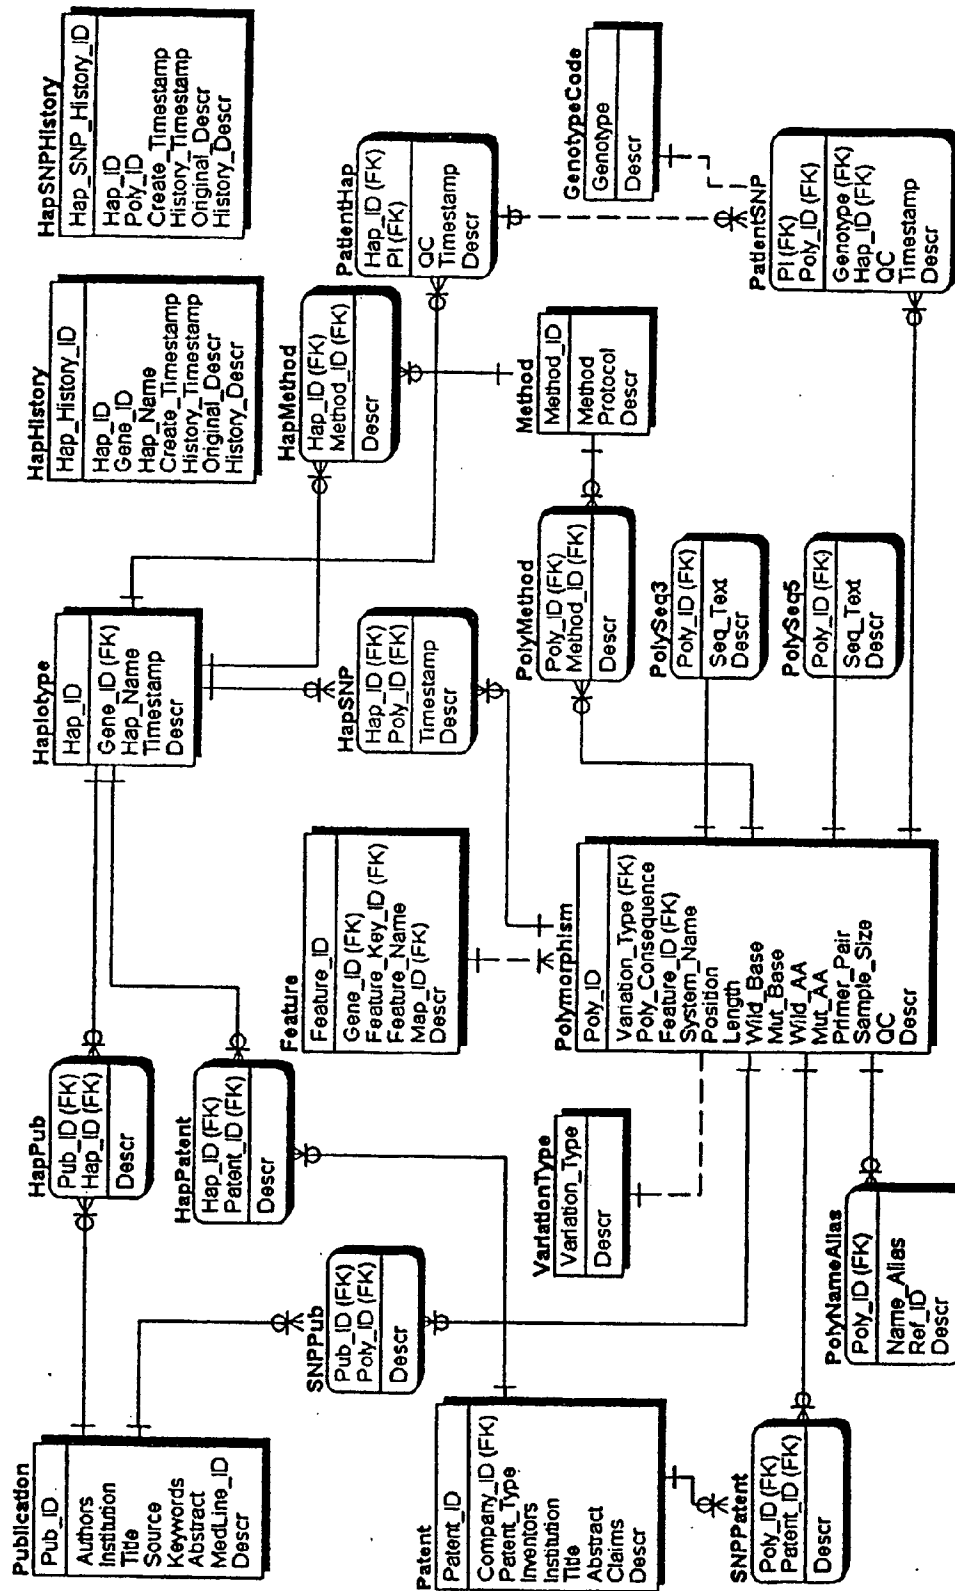 Publication
Pub_ID
Authors
Institution
Title
Source
Keywords
Abstract
MedLine_ID
Descr
HapPub
Pub_ID (FK)
Hap_ID (FK)
Descr
Haplotype
Hap_ID
Gene_ID (FK)
Hap_Name
Timestamp
Descr
HapHistory
Hap_History_ID
Hap_ID
Gene_ID
Hap_Name
Create_Timestamp
History_Timestamp
Original_Descr
History_Descr
HapSNPHistory
Hap_SNP_History_ID
Hap_ID
Poly_ID
Create_Timestamp
History_Timestamp
Original_Descr
History_Descr
HapPatent
Hap_ID (FK)
Patent_ID (FK)
Descr
SNPPub
Pub_ID (FK)
Poly_ID (FK)
Descr
Feature
Feature_ID
Gene_ID (FK)
Feature_Key_ID (FK)
Feature_Name
Map_ID (FK)
Descr
HapSNP
Hap_ID (FK)
Poly_ID (FK)
Timestamp
Descr
HapMethod
Hap_ID (FK)
Method_ID (FK)
Descr
PatientHap
Hap_ID (FK)
PI (FK)
QC
Timestamp
Descr
Patent
Patent_ID
Company_ID (FK)
Patent_Type
Inventors
Institution
Title
Abstract
Claims
Descr
VariationType
Variation_Type
Descr
Polymorphism
Poly_ID
Variation_Type (FK)
Poly_Consequence
Feature_ID (FK)
System_Name
Position
Length
Wild_Base
Mut_Base
Wild_AA
Mut_AA
Primer_Pair
Sample_Size
QC
Descr
PolyMethod
Poly_ID (FK)
Method_ID (FK)
Descr
Method
Method_ID
Method
Protocol
Descr
GenotypeCode
Genotype
Descr
PolySeq3
Poly_ID (FK)
Seq_Text
Descr
PolySeq5
Poly_ID (FK)
Seq_Text
Descr
PatientSNP
PI (FK)
Poly_ID (FK)
Genotype (FK)
Hap_ID (FK)
QC
Timestamp
Descr
SNPPatent
Poly_ID (FK)
Patent_ID (FK)
Descr
PolyNameAlias
Poly_ID (FK)
Name_Alias
Ref_ID
Descr